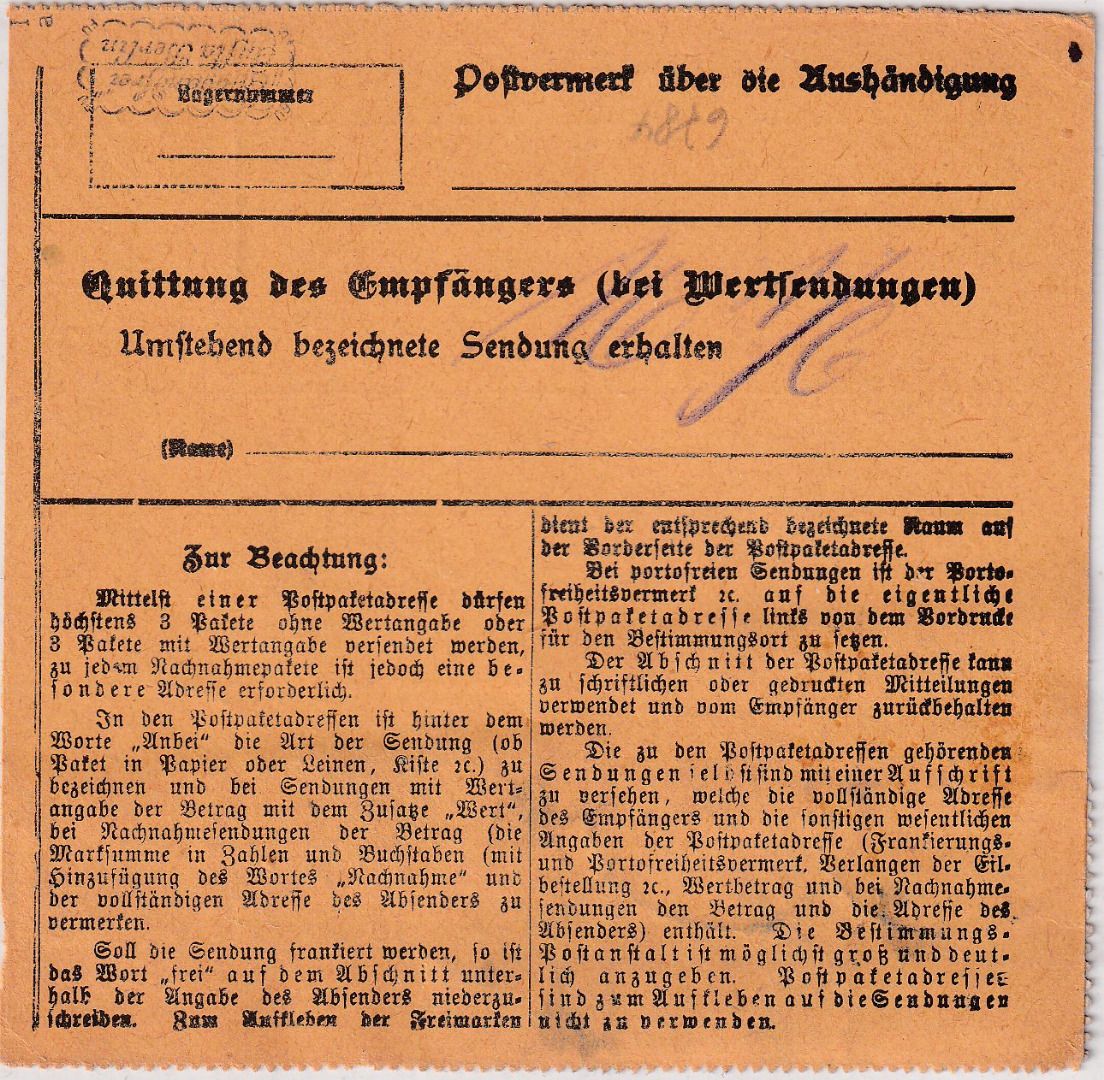 Lagernummer
Postvermerk über die Aushändigung
6784
Quittung des Empfängers (bei Wertsendungen)
Umstehend bezeichnete Sendung erhalten
(Name)
Zur Beachtung:
Mittelst einer Postpaketadresse dürfen
höchstens 3 Pakete ohne Wertangabe oder
3 Pakete mit Wertangabe versendet werden,
zu jedem Nachnahmepakete ist jedoch eine be-
sondere Adresse erforderlich.
In den Postpaketadressen ist hinter dem
Worte „Anbei“ die Art der Sendung (ob
Paket in Papier oder Leinen, Kiste ꝛc.) zu
bezeichnen und bei Sendungen mit Wert-
angabe der Betrag mit dem Zusatze „Wert“,
bei Nachnahmesendungen der Betrag (die
Marksumme in Zahlen und Buchstaben (mit
Hinzufügung des Wortes „Nachnahme“ und
der vollständigen Adresse des Absenders zu
vermerken.
Soll die Sendung frankiert werden, so ist
das Wort „frei“ auf dem Abschnitt unter-
halb der Angabe des Absenders niederzu-
schreiben. Zum Aufkleben der Freimarken
dient der entsprechend bezeichnete Raum auf
der Vorderseite der Postpaketadresse.
Bei portofreien Sendungen ist der Porto-
freiheitsvermerk ꝛc. auf die eigentliche
Postpaketadresse links von dem Vordrucke
für den Bestimmungsort zu setzen.
Der Abschnitt der Postpaketadresse kann
zu schriftlichen oder gedruckten Mitteilungen
verwendet und vom Empfänger zurückbehalten
werden.
Die zu den Postpaketadressen gehörenden
Sendungen selbst sind mit einer Aufschrift
zu versehen, welche die vollständige Adresse
des Empfängers und die sonstigen wesentlichen
Angaben der Postpaketadresse (Frankierungs-
und Portofreiheitsvermerk, Verlangen der Eil-
bestellung ꝛc., Wertbetrag und bei Nachnahme-
sendungen den Betrag und die Adresse des
Absenders) enthält. Die Bestimmungs-
Postanstalt ist möglichst groß und deut-
lich anzugeben. Postpaketadressen
sind zum Aufkleben auf die Sendungen
nicht zu verwenden.